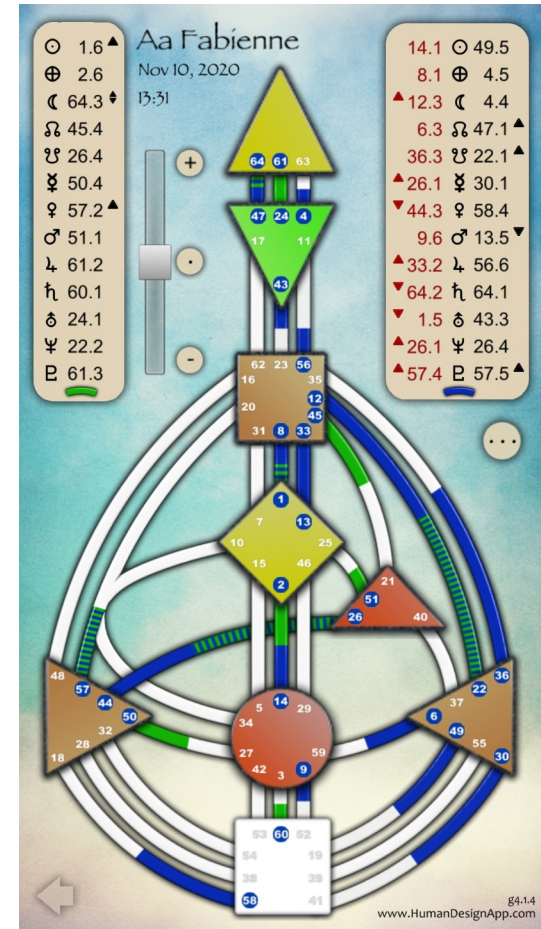 Aa Fabienne
Nov 10, 2020
13:31
☉ 1.6 ▲
⊕ 2.6
☾ 64.3 ♦
☊ 45.4
☋ 26.4
☿ 50.4
♀ 57.2 ▲
♂ 51.1
♃ 61.2
♄ 60.1
♅ 24.1
♆ 22.2
♇ 61.3
14.1 ☉ 49.5
8.1 ⊕ 4.5
▲ 12.3 ☾ 4.4
6.3 ☊ 47.1 ▲
36.3 ☋ 22.1 ▲
▲ 26.1 ☿ 30.1
▼ 44.3 ♀ 58.4
9.6 ♂ 13.5 ▼
▲ 33.2 ♃ 56.6
▼ 64.2 ♄ 64.1
▼ 1.5 ♅ 43.3
▲ 26.1 ♆ 26.4
▲ 57.4 ♇ 57.5 ▲
+
-
...
64 61 63
47 24 4
17 11
43
62 23 56
16 35
12
20 45
31 8 33
1
7 13
10 25
15 46
2
21
51
26 40
48 36
57 22
44 37
50 6
32 49
28 55
18 30
14
5 29
34
27 59
42 9
3
53 60 52
54 19
38 39
58 41
g4.1.4
www.HumanDesignApp.com